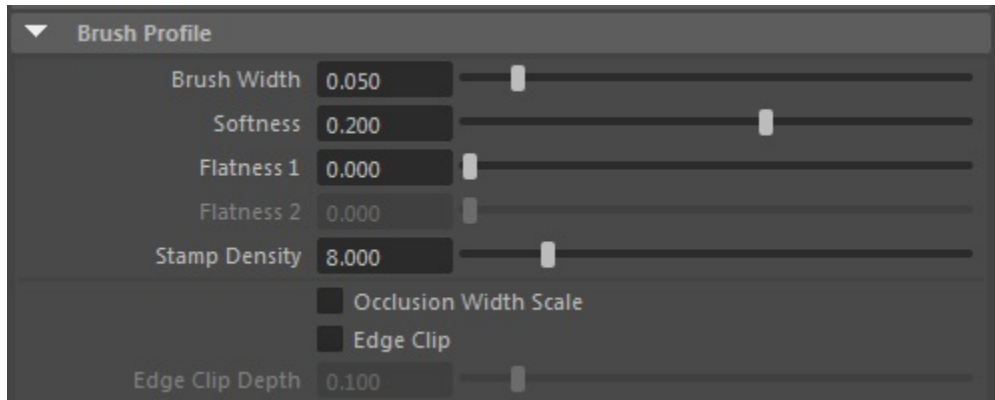 Brush Profile
Brush Width 0.050
Softness 0.200
Flatness 1 0.000
Flatness 2 0.000
Stamp Density 8.000
Occlusion Width Scale
Edge Clip
Edge Clip Depth 0.100